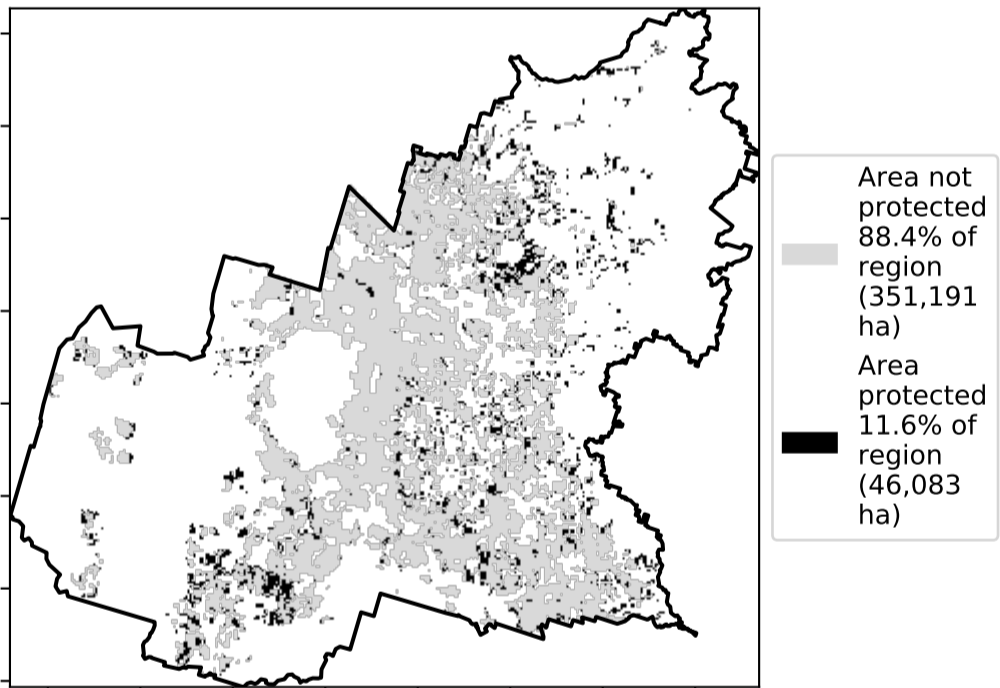 Area not
protected
88.4% of
region
(351,191
ha)
Area
protected
11.6% of
region
(46,083
ha)